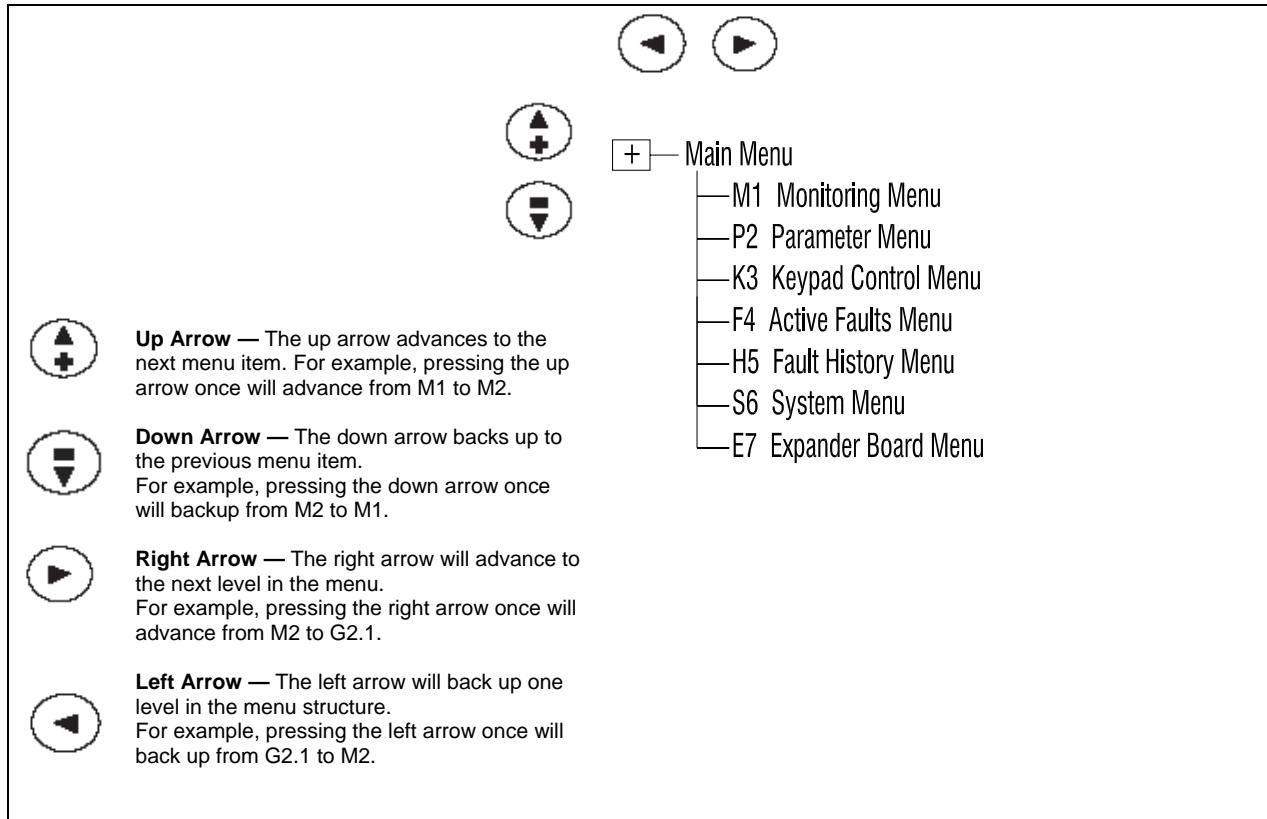 + Main Menu
M1 Monitoring Menu
P2 Parameter Menu
K3 Keypad Control Menu
F4 Active Faults Menu
H5 Fault History Menu
S6 System Menu
E7 Expander Board Menu
Up Arrow — The up arrow advances to the
next menu item. For example, pressing the up
arrow once will advance from M1 to M2.
Down Arrow — The down arrow backs up to
the previous menu item.
For example, pressing the down arrow once
will backup from M2 to M1.
Right Arrow — The right arrow will advance to
the next level in the menu.
For example, pressing the right arrow once will
advance from M2 to G2.1.
Left Arrow — The left arrow will back up one
level in the menu structure.
For example, pressing the left arrow once will
back up from G2.1 to M2.